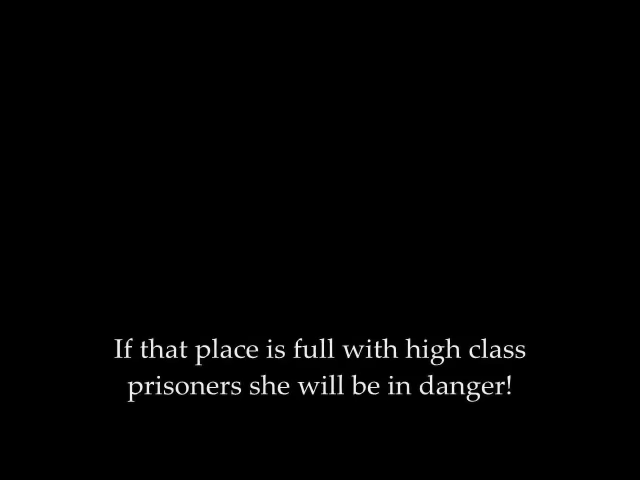 If that place is full with high class
prisoners she will be in danger!